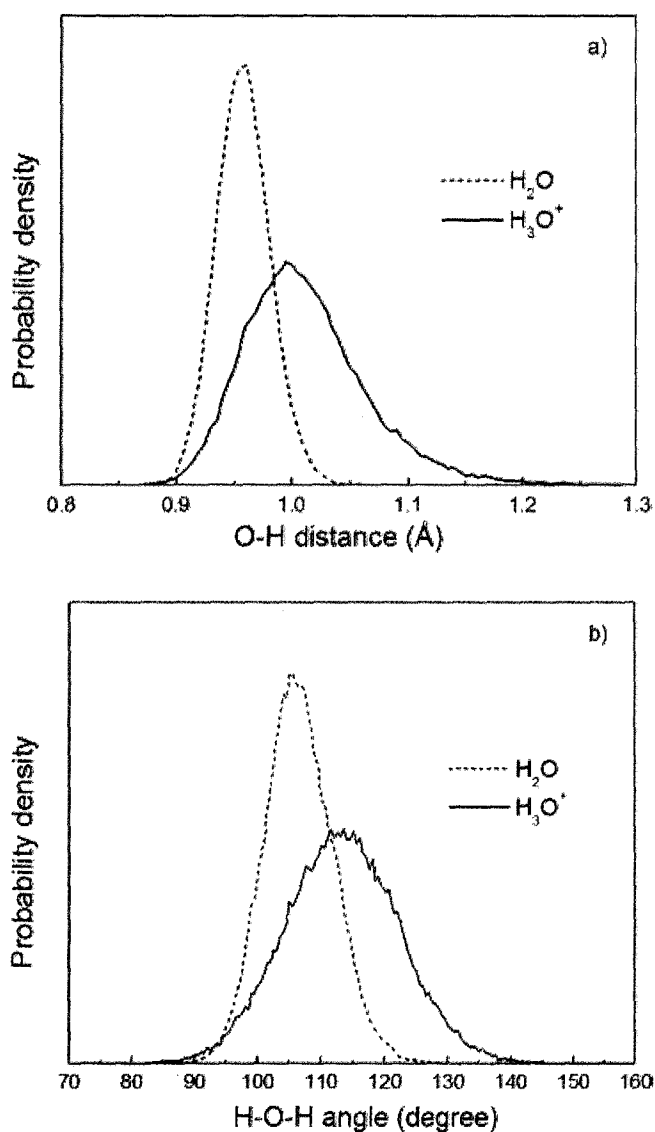 a)
Probability density
H₂O
H₃O⁺
0.8 0.9 1.0 1.1 1.2 1.3
O-H distance (Å)
b)
Probability density
H₂O
H₃O⁺
70 80 90 100 110 120 130 140 150 160
H-O-H angle (degree)